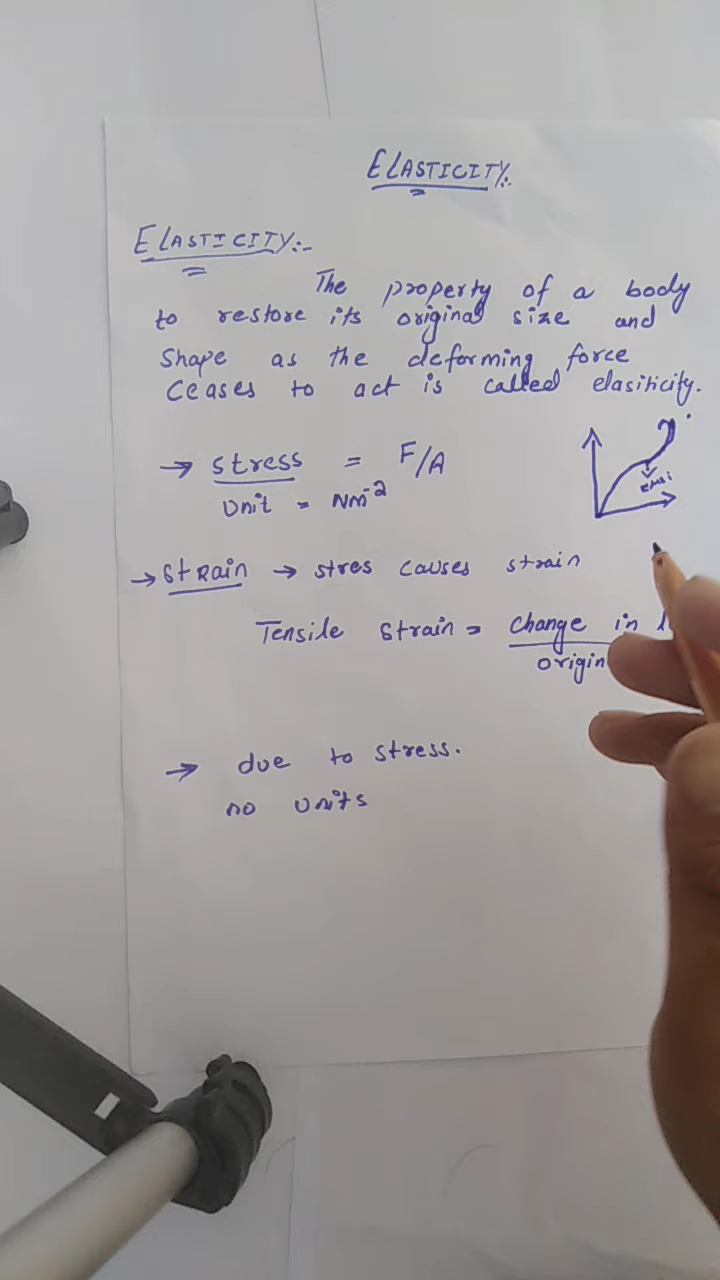 ELASTICITY:.
ELASTICITY:-
The property of a body
to restore its original size and
shape as the deforming force
ceases to act is called elasiticity.
→ Stress = F/A
Unit = Nm⁻²
→ Strain → stres causes strain
Tensile Strain = change in
origin
→ due to stress.
no units